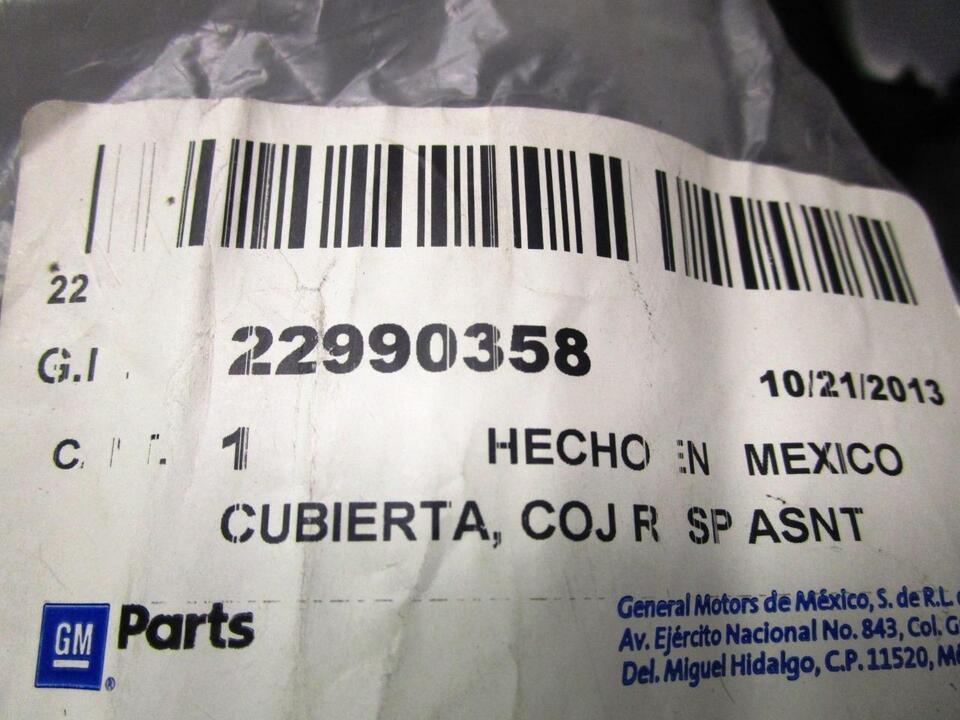 22
22990358
10/21/2013
1 HECHO EN MEXICO
CUBIERTA, COJ R SP ASNT
GM Parts
General Motors de México, S. de R.L.
Av. Ejército Nacional No. 843, Col.
Del. Miguel Hidalgo, C.P. 11520,